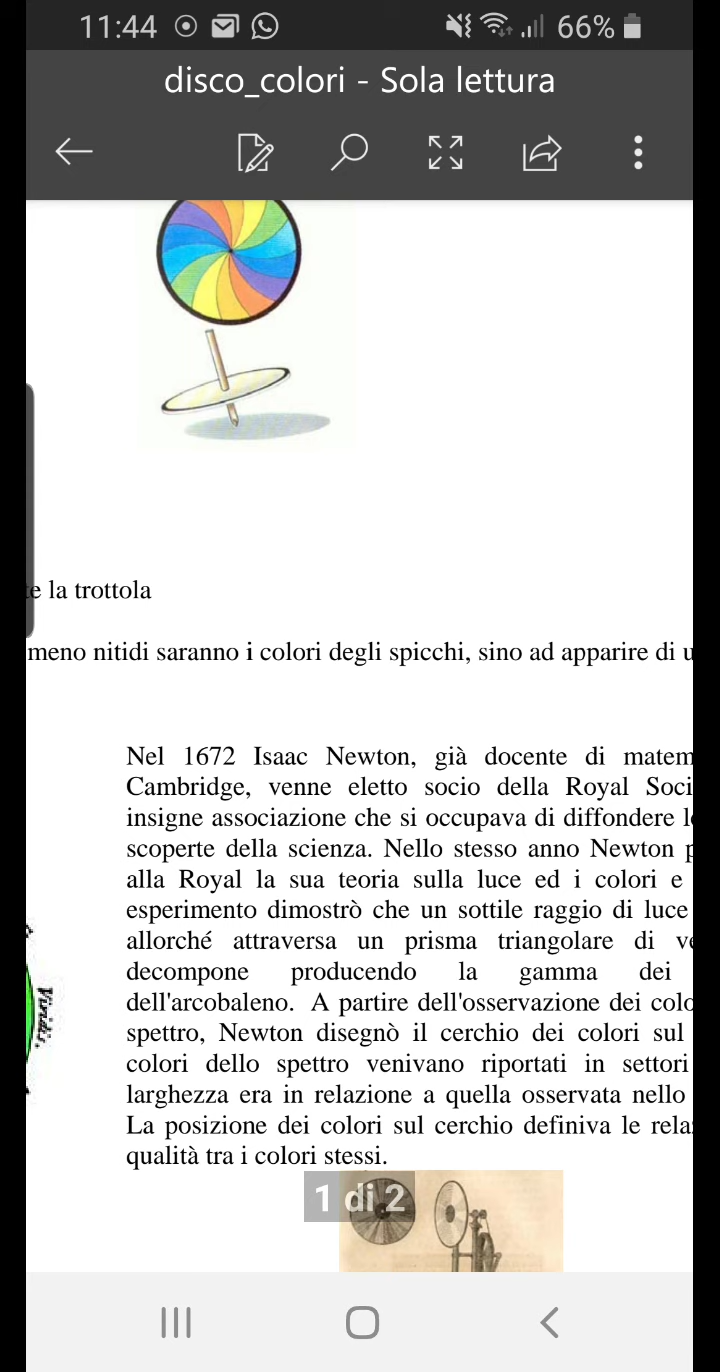 11:44 66%
disco_colori - Sola lettura
la trottola
meno nitidi saranno i colori degli spicchi, sino ad apparire di
Nel 1672 Isaac Newton, già docente di matem
Cambridge, venne eletto socio della Royal Soci
insigne associazione che si occupava di diffondere
scoperte della scienza. Nello stesso anno Newton
alla Royal la sua teoria sulla luce ed i colori e
esperimento dimostrò che un sottile raggio di luce
allorché attraversa un prisma triangolare di
decompone producendo la gamma dei
dell'arcobaleno. A partire dell'osservazione dei colo
spettro, Newton disegnò il cerchio dei colori sul
colori dello spettro venivano riportati in settori
larghezza era in relazione a quella osservata nello
La posizione dei colori sul cerchio definiva le rela
qualità tra i colori stessi.
Viridis.
1 di 2